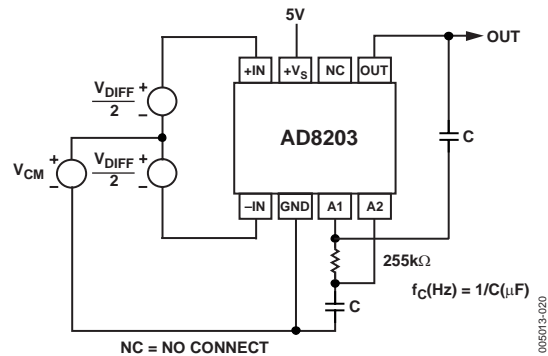 5V
OUT
+IN
+VS
NC
OUT
VDIFF
2
+
−
AD8203
VCM
+
−
VDIFF
2
+
−
C
−IN
GND
A1
A2
255kΩ
fC(Hz) = 1/C(μF)
C
NC = NO CONNECT
005013-020